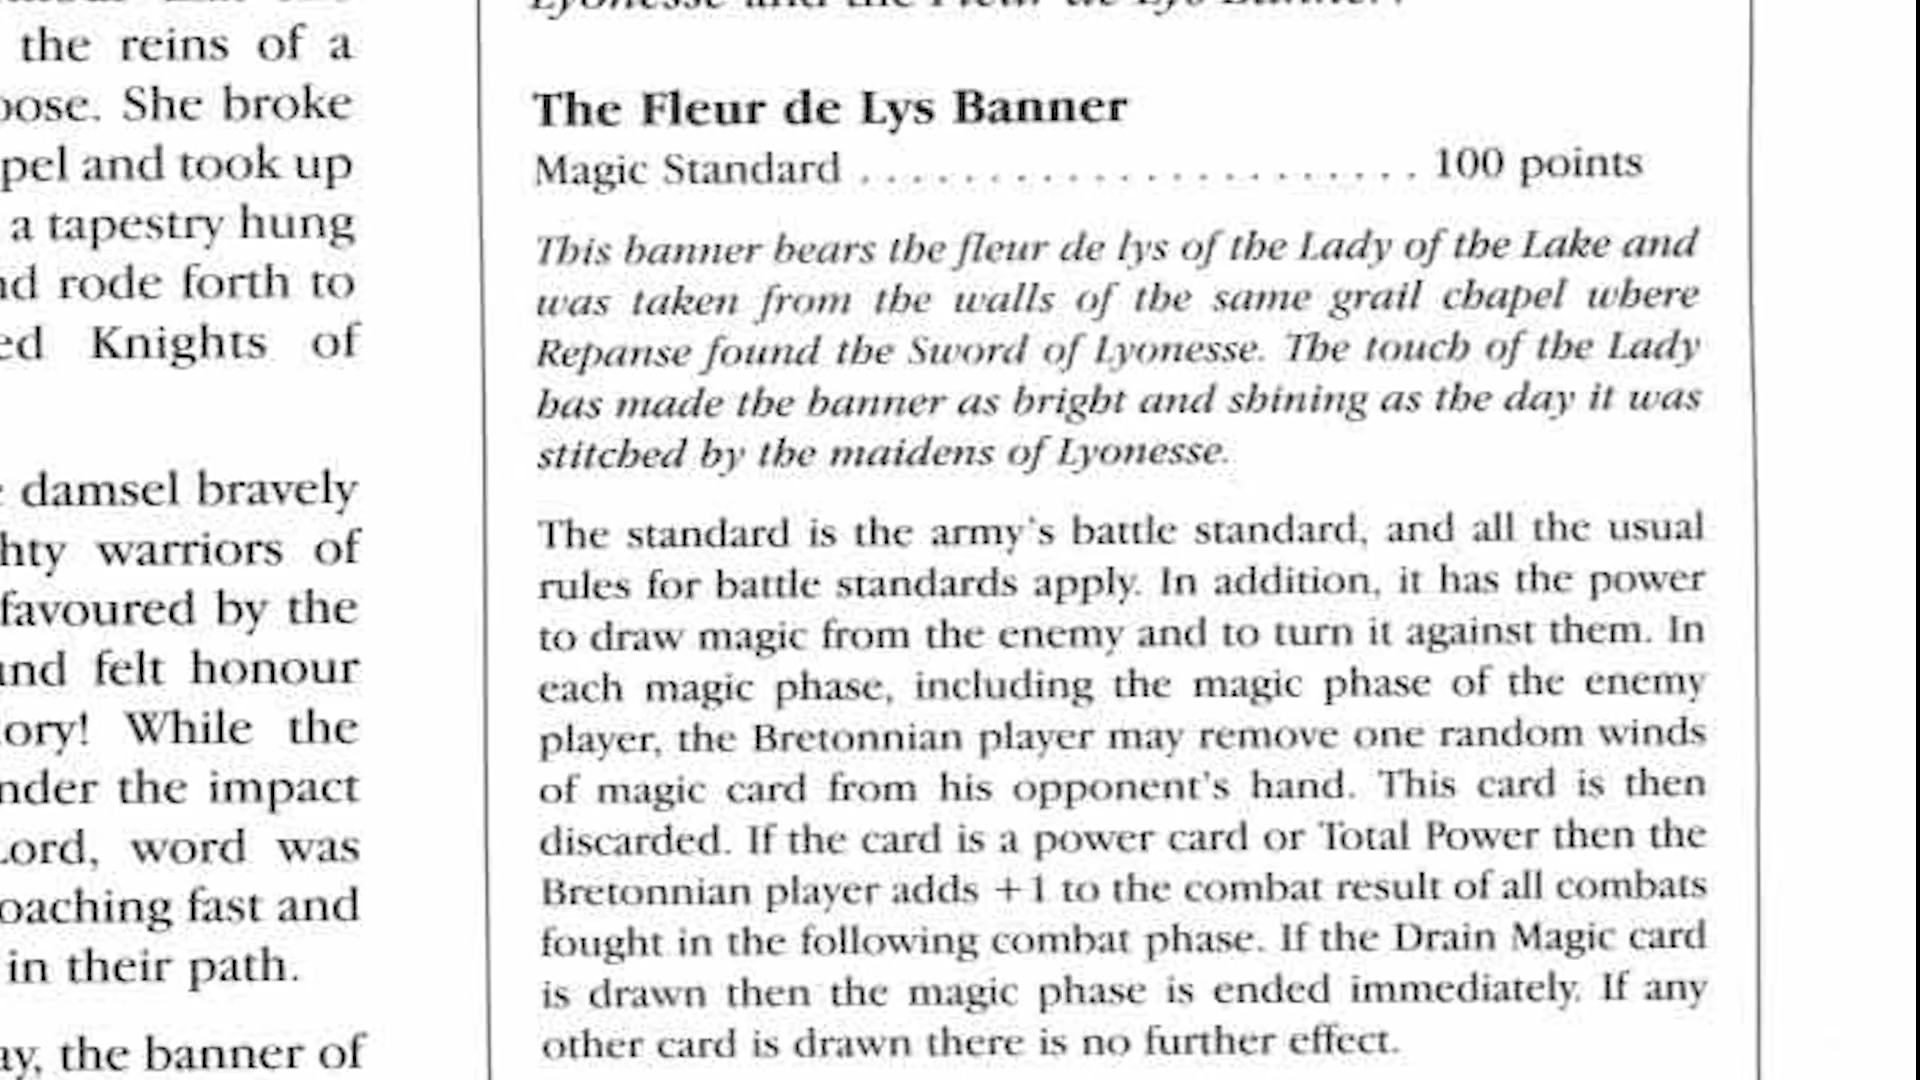 the reins of a
She broke
and took up
a tapestry hung
rode forth to
Knights of
damsel bravely
warriors of
favoured by the
felt honour
While the
the impact
word was
fast and
in their path.
the banner of
Lyonesse and the Fleur de Lys Banner.
The Fleur de Lys Banner
Magic Standard ...................... 100 points
This banner bears the fleur de lys of the Lady of the Lake and
was taken from the walls of the same grail chapel where
Repanse found the Sword of Lyonesse. The touch of the Lady
has made the banner as bright and shining as the day it was
stitched by the maidens of Lyonesse.
The standard is the army's battle standard, and all the usual
rules for battle standards apply. In addition, it has the power
to draw magic from the enemy and to turn it against them. In
each magic phase, including the magic phase of the enemy
player, the Bretonnian player may remove one random winds
of magic card from his opponent's hand. This card is then
discarded. If the card is a power card or Total Power then the
Bretonnian player adds +1 to the combat result of all combats
fought in the following combat phase. If the Drain Magic card
is drawn then the magic phase is ended immediately. If any
other card is drawn there is no further effect.